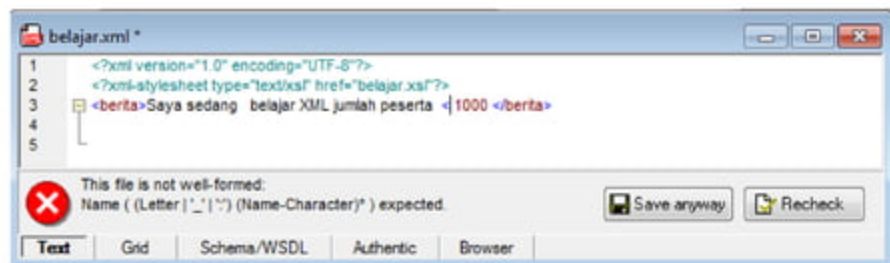 belajar.xml *
1 <?xml version="1.0" encoding="UTF-8"?>
2 <?xml-stylesheet type="text/xsl" href="belajar.xsl"?>
3 <berita>Saya sedang belajar XML jumlah peserta < 1000 </berita>
4
5
This file is not well-formed:
Name ( (Letter | '_' | ':') (Name-Character)* ) expected.
Save anyway Recheck
Text Grid Schema/WSDL Authentic Browser